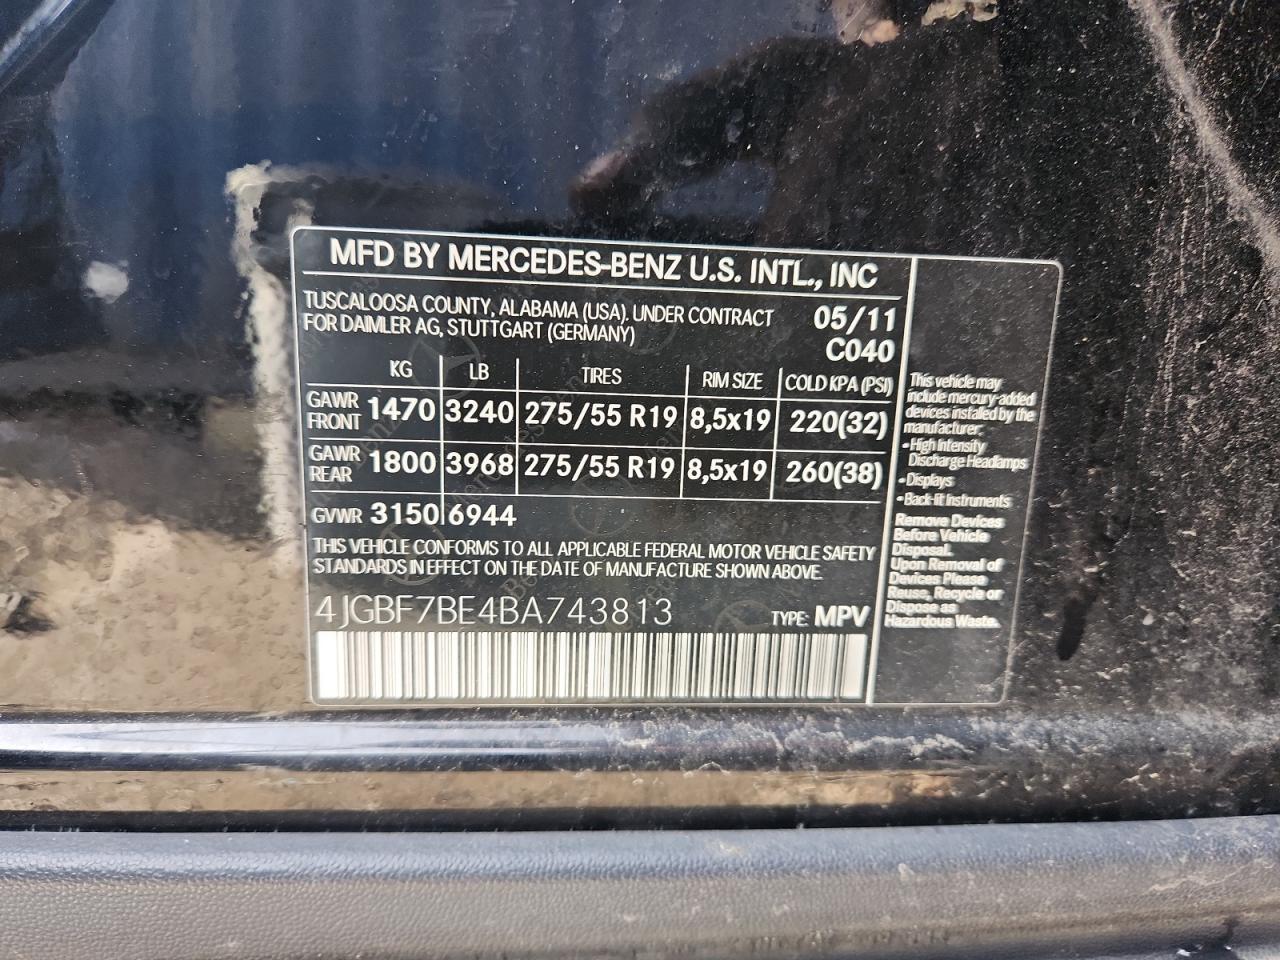 MFD BY MERCEDES-BENZ U.S. INTL., INC
TUSCALOOSA COUNTY, ALABAMA (USA). UNDER CONTRACT 05/11
FOR DAIMLER AG, STUTTGART (GERMANY) C040
KG LB TIRES RIM SIZE COLD KPA (PSI)
GAWR FRONT 1470 3240 275/55 R19 8,5x19 220(32)
GAWR REAR 1800 3968 275/55 R19 8,5x19 260(38)
GVWR 3150 6944
THIS VEHICLE CONFORMS TO ALL APPLICABLE FEDERAL MOTOR VEHICLE SAFETY
STANDARDS IN EFFECT ON THE DATE OF MANUFACTURE SHOWN ABOVE.
4JGBF7BE4BA743813 TYPE: MPV
This vehicle may
include mercury-added
devices installed by the
manufacturer:
• High Intensity
Discharge Headlamps
• Displays
• Back-lit Instruments
Remove Devices
Before Vehicle
Disposal.
Upon Removal of
Devices Please
Reuse, Recycle or
Dispose as
Hazardous Waste.